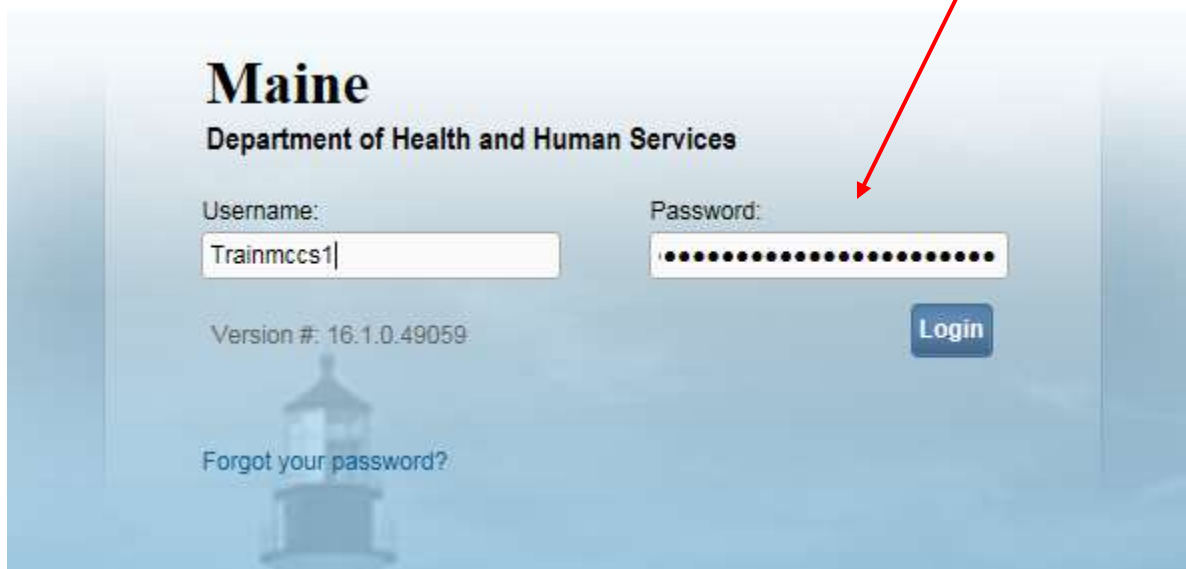 Maine
Department of Health and Human Services
Username: Password:
Trainmccs1 ••••••••••••••••••••••••
Version #: 16.1.0.49059 Login
Forgot your password?